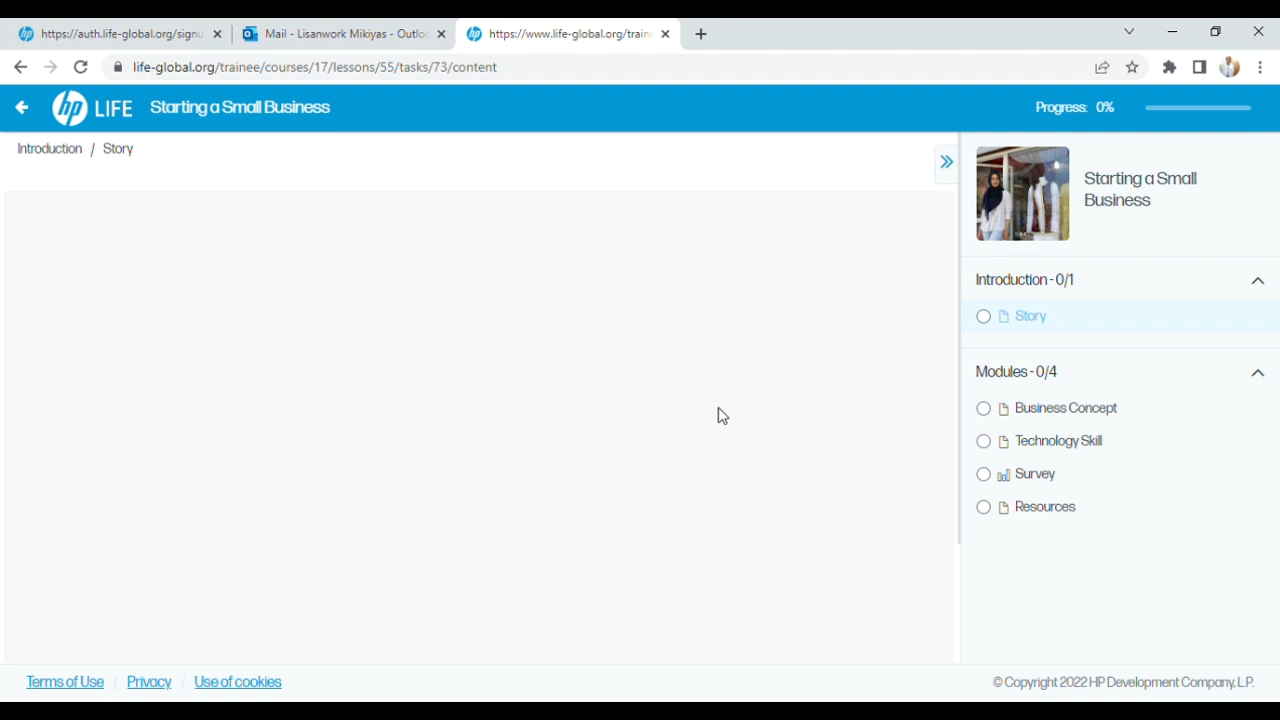 https://auth.life-global.org/signu
Mail - Lisanwork Mikiyas - Outloo
https://www.life-global.org/train
life-global.org/trainee/courses/17/lessons/55/tasks/73/content
hp LIFE Starting a Small Business
Progress: 0%
Introduction / Story
Starting a Small
Business
Introduction - 0/1
Story
Modules - 0/4
Business Concept
Technology Skill
Survey
Resources
Terms of Use / Privacy / Use of cookies
© Copyright 2022 HP Development Company, L.P.